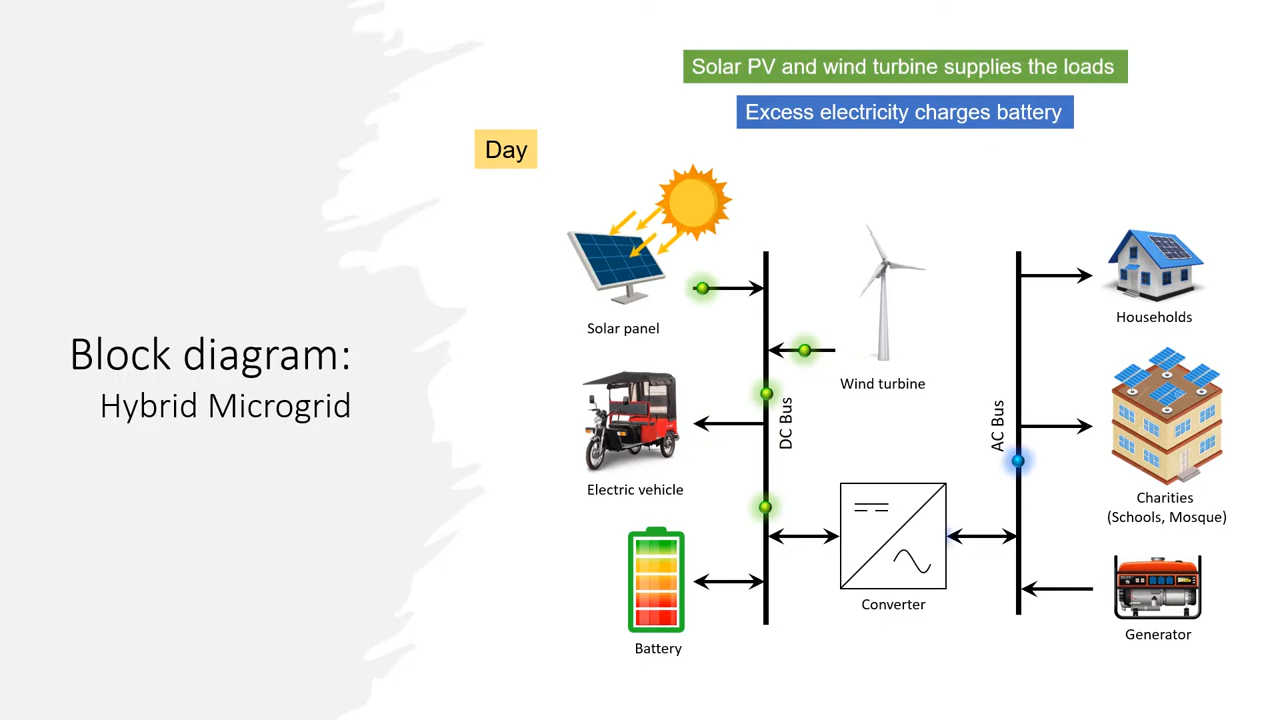 Solar PV and wind turbine supplies the loads
Excess electricity charges battery
Day
Block diagram:
Hybrid Microgrid
Solar panel
Wind turbine
Electric vehicle
Battery
DC Bus
Converter
AC Bus
Households
Charities
(Schools, Mosque)
Generator